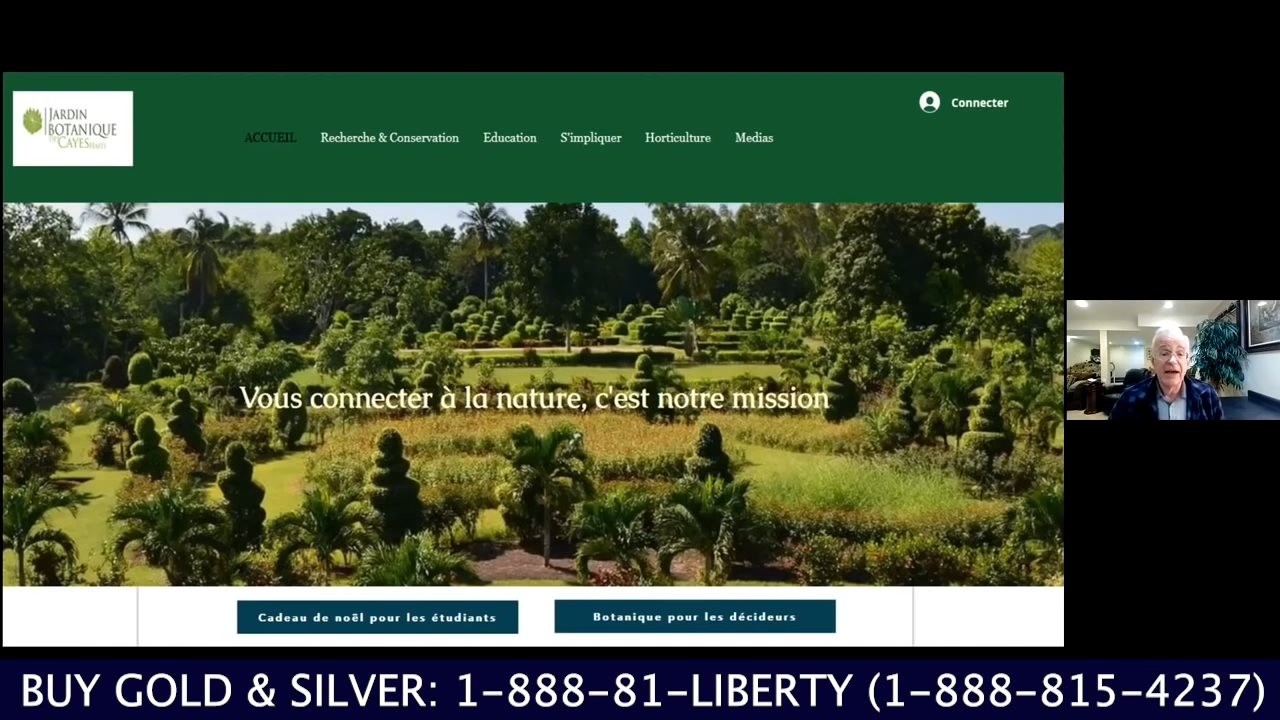 JARDIN
BOTANIQUE
DES CAYES HAITI
Connecter
ACCUEIL Recherche & Conservation Education S'impliquer Horticulture Medias
Vous connecter à la nature, c'est notre mission
Cadeau de noël pour les étudiants Botanique pour les décideurs
BUY GOLD & SILVER: 1-888-81-LIBERTY (1-888-815-4237)